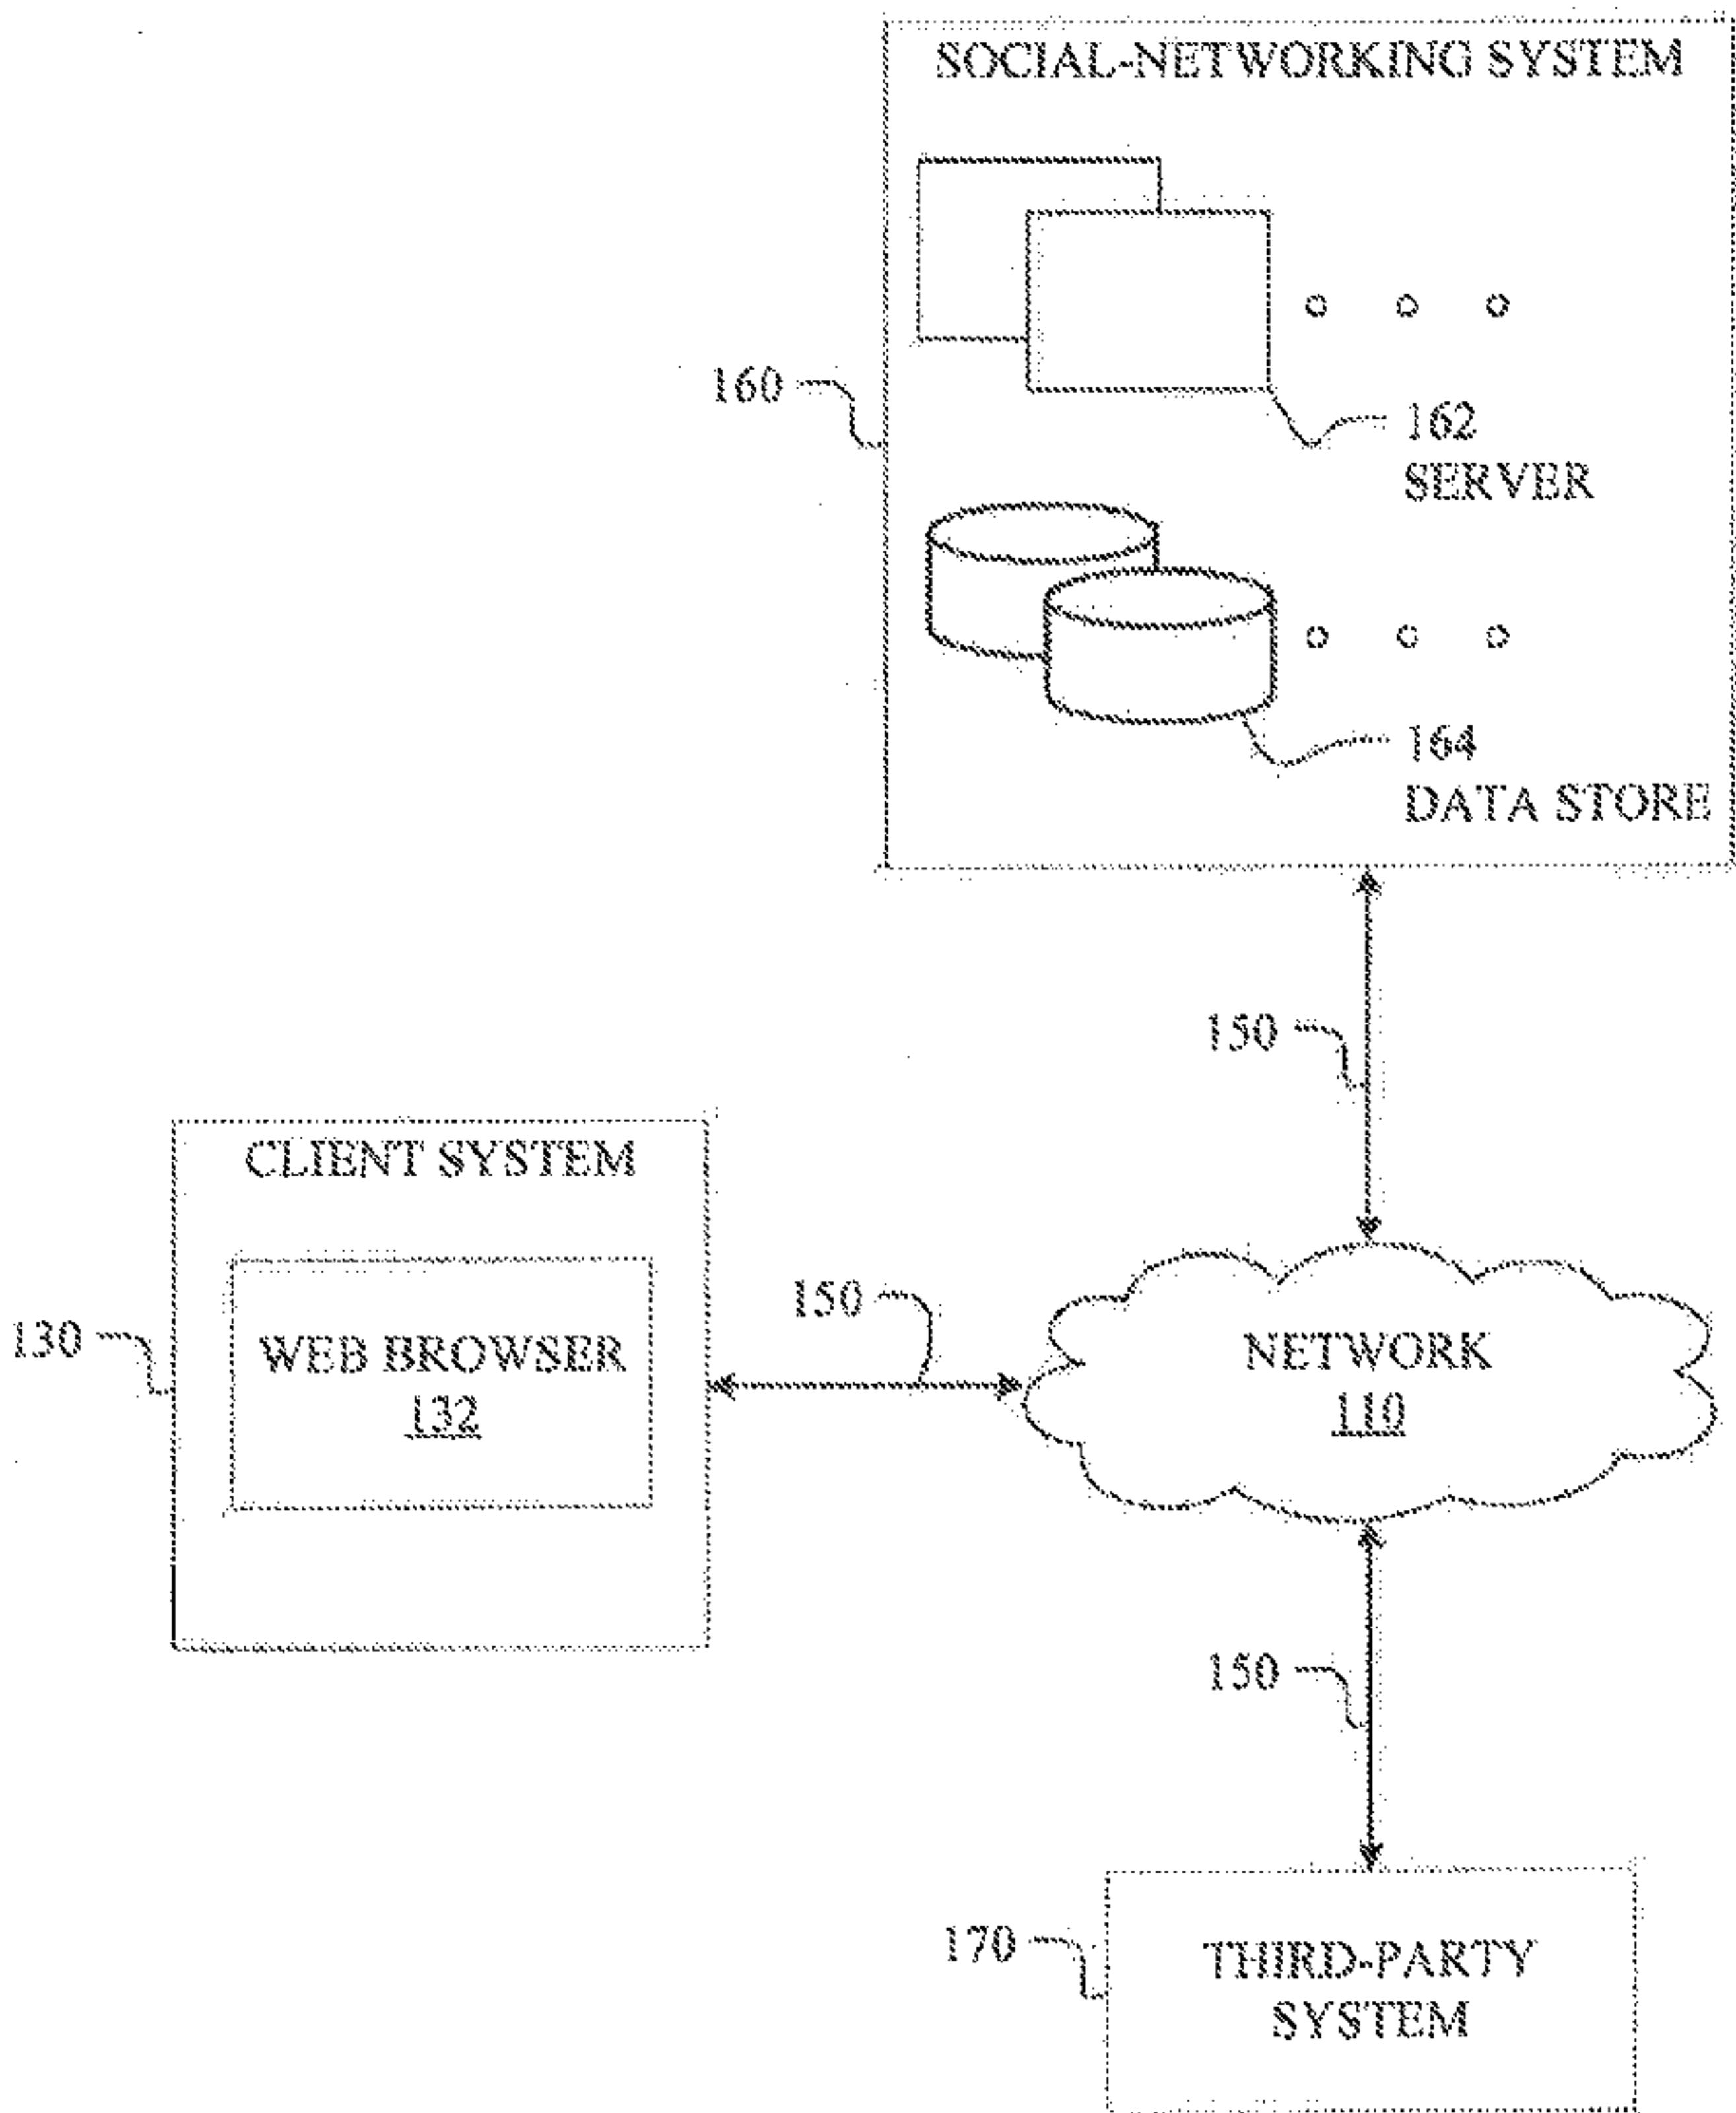 SOCIAL-NETWORKING SYSTEM
160
162
SERVER
164
DATA STORE
150
CLIENT SYSTEM
130
WEB BROWSER
132
150
NETWORK
110
150
170
THIRD-PARTY
SYSTEM